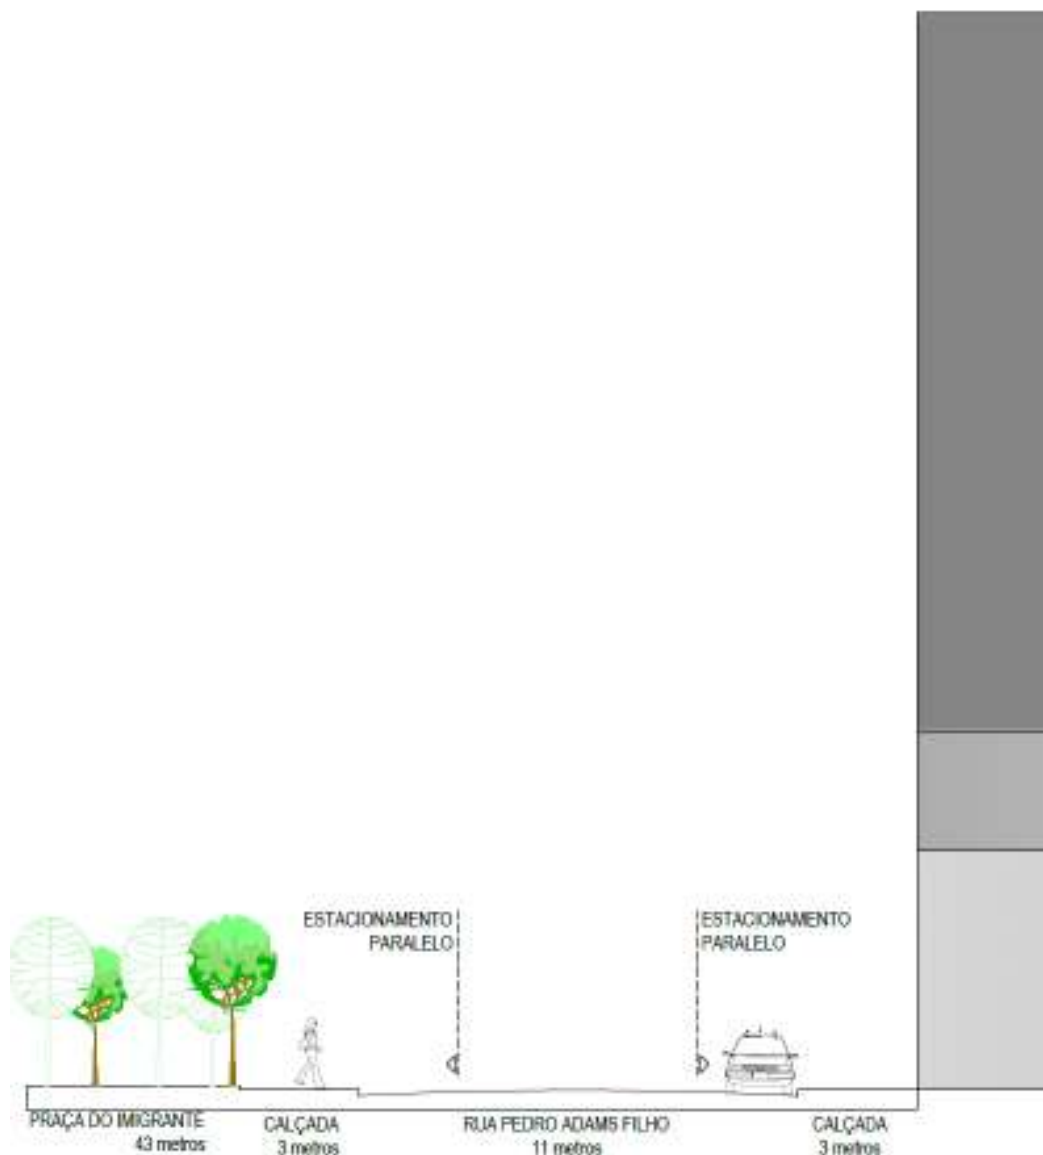 ESTACIONAMENTO
PARALELO
ESTACIONAMENTO
PARALELO
PRAÇA DO IMIGRANTE
43 metros
CALÇADA
3 metros
RUA PEDRO ADAMS FILHO
11 metros
CALÇADA
3 metros